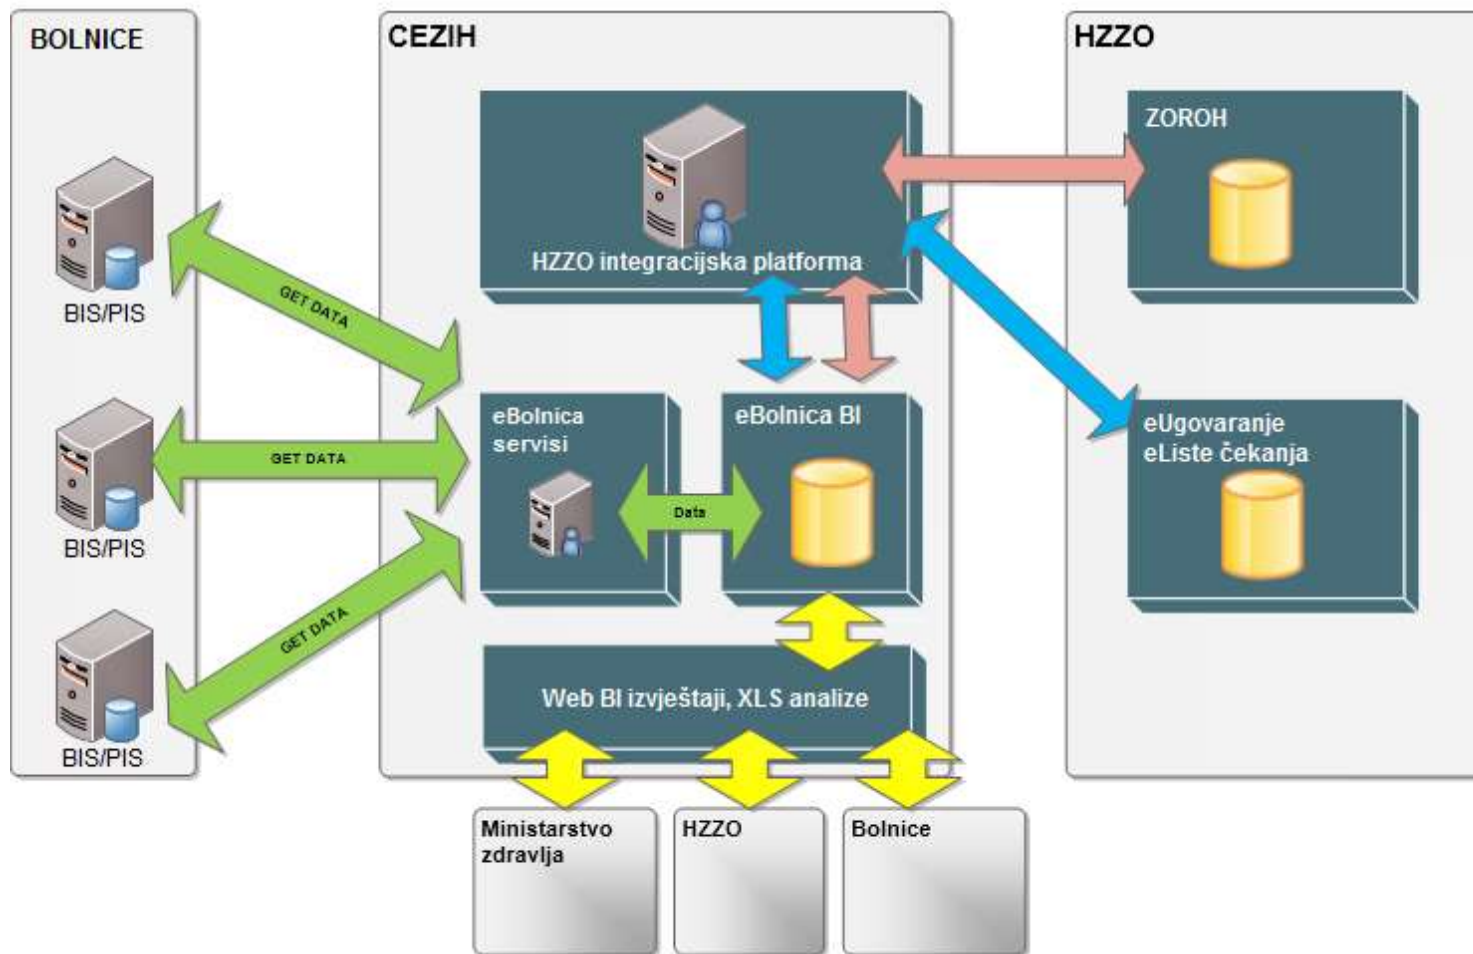 BOLNICE
BIS/PIS
GET DATA
BIS/PIS
GET DATA
BIS/PIS
GET DATA
CEZIH
HZZO integracijska platforma
eBolnica
servisi
Data
eBolnica BI
Web BI izvještaji, XLS analize
HZZO
ZOROH
eUgovaranje
eListe čekanja
Ministarstvo
zdravlja
HZZO
Bolnice